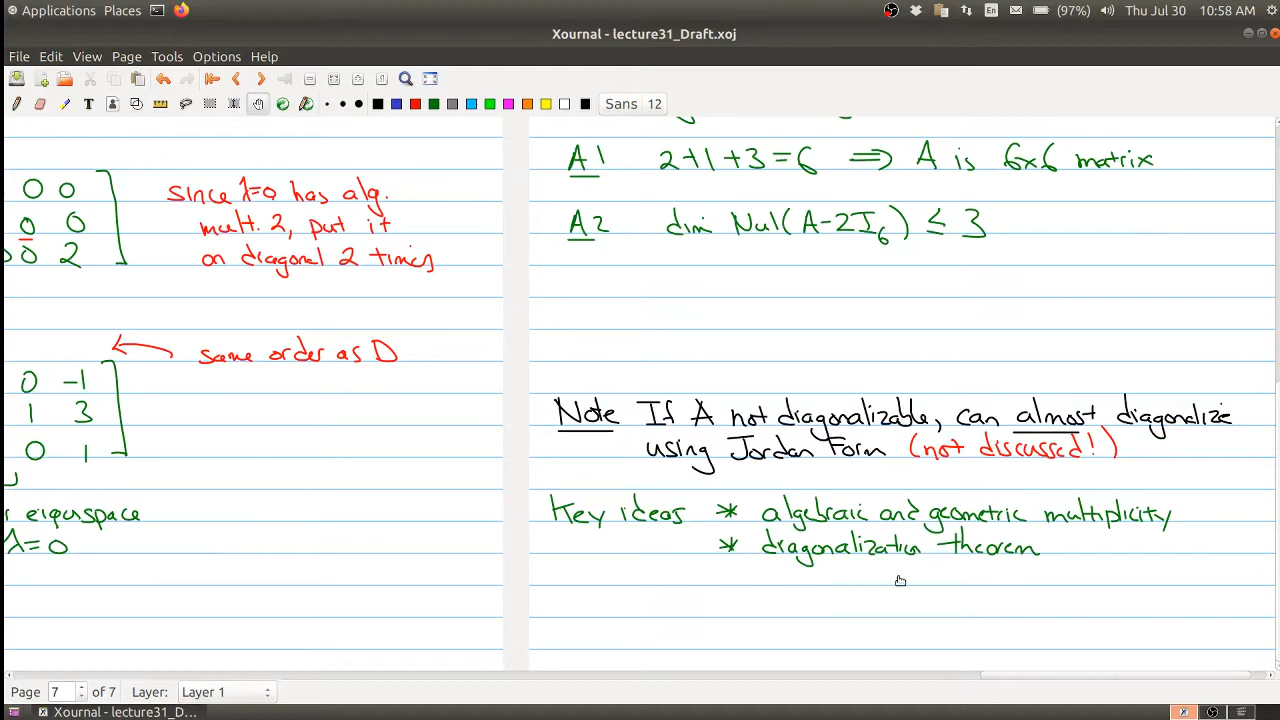 Applications Places En (97%) Thu Jul 30 10:58 AM
Xournal - lecture31_Draft.xoj
File Edit View Page Tools Options Help
T Sans 12
0 0
0 0
0 2
since λ=0 has alg.
mult. 2, put it
on diagonal 2 times
same order as D
0 -1
1 3
0 1
eigenspace
λ=0
A1 2+1+3=6 ⟹ A is 6x6 matrix
A2 dim Nul(A-2I₆) ≤ 3
Note If A not diagonalizable, can almost diagonalize
using Jordan Form (not discussed!)
Key ideas * algebraic and geometric multiplicity
* diagonalization theorem
Page 7 of 7 Layer: Layer 1
Xournal - lecture31_D...